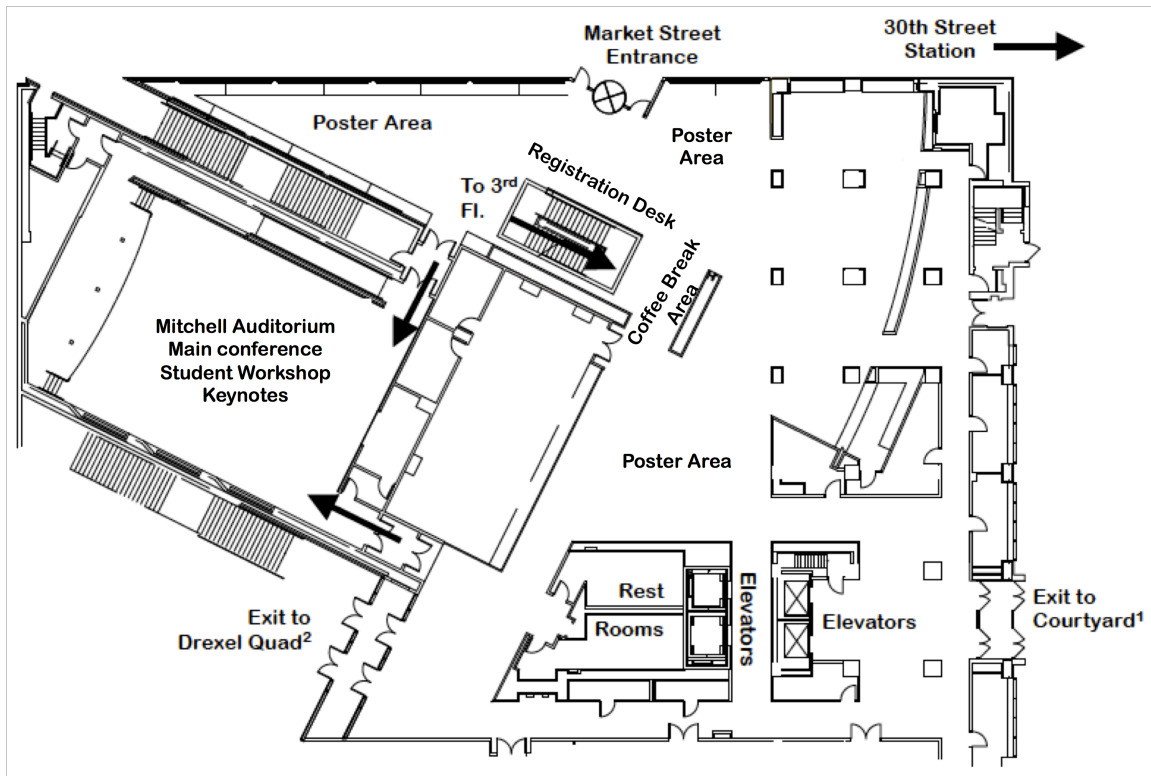 Market Street
Entrance
30th Street
Station
Poster Area
Poster
Area
Registration Desk
To 3rd
Fl.
Coffee Break
Area
Mitchell Auditorium
Main conference
Student Workshop
Keynotes
Poster Area
Rest
Rooms
Elevators
Elevators
Exit to
Courtyard¹
Exit to
Drexel Quad²